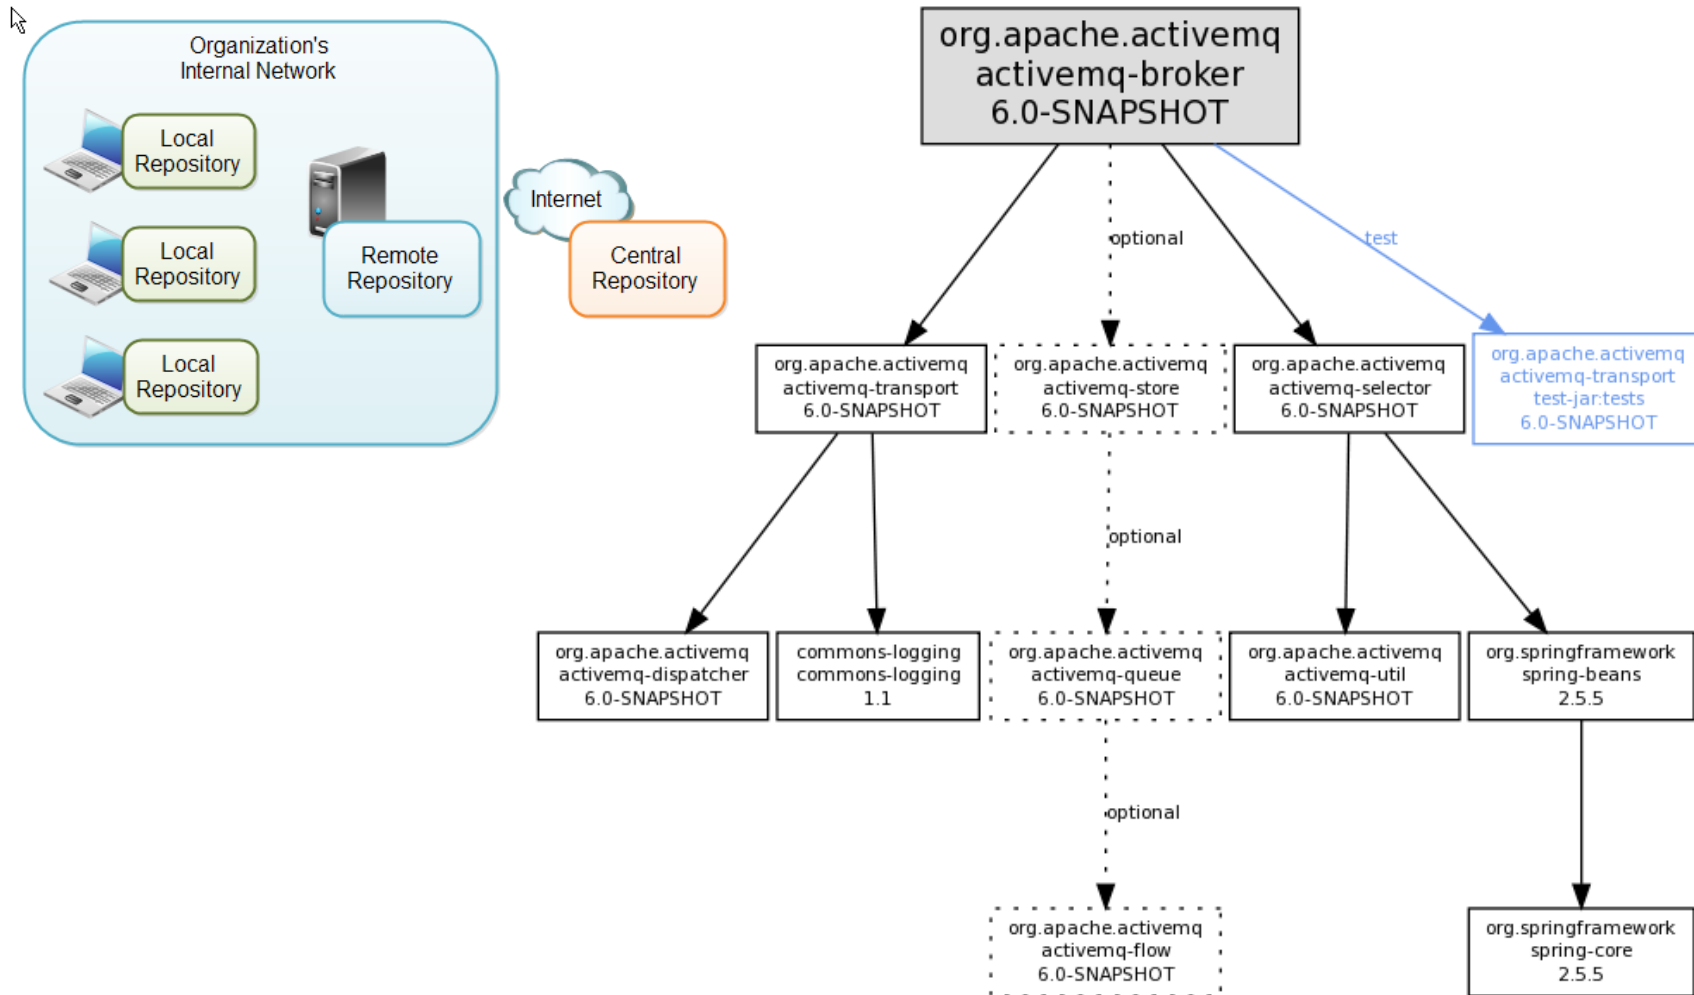 Organization's
Internal Network
Local
Repository
Local
Repository
Local
Repository
Remote
Repository
Internet
Central
Repository
org.apache.activemq
activemq-broker
6.0-SNAPSHOT
optional
test
org.apache.activemq
activemq-transport
6.0-SNAPSHOT
org.apache.activemq
activemq-store
6.0-SNAPSHOT
org.apache.activemq
activemq-selector
6.0-SNAPSHOT
org.apache.activemq
activemq-transport
test-jar:tests
6.0-SNAPSHOT
optional
org.apache.activemq
activemq-dispatcher
6.0-SNAPSHOT
commons-logging
commons-logging
1.1
org.apache.activemq
activemq-queue
6.0-SNAPSHOT
org.apache.activemq
activemq-util
6.0-SNAPSHOT
org.springframework
spring-beans
2.5.5
optional
org.apache.activemq
activemq-flow
6.0-SNAPSHOT
org.springframework
spring-core
2.5.5